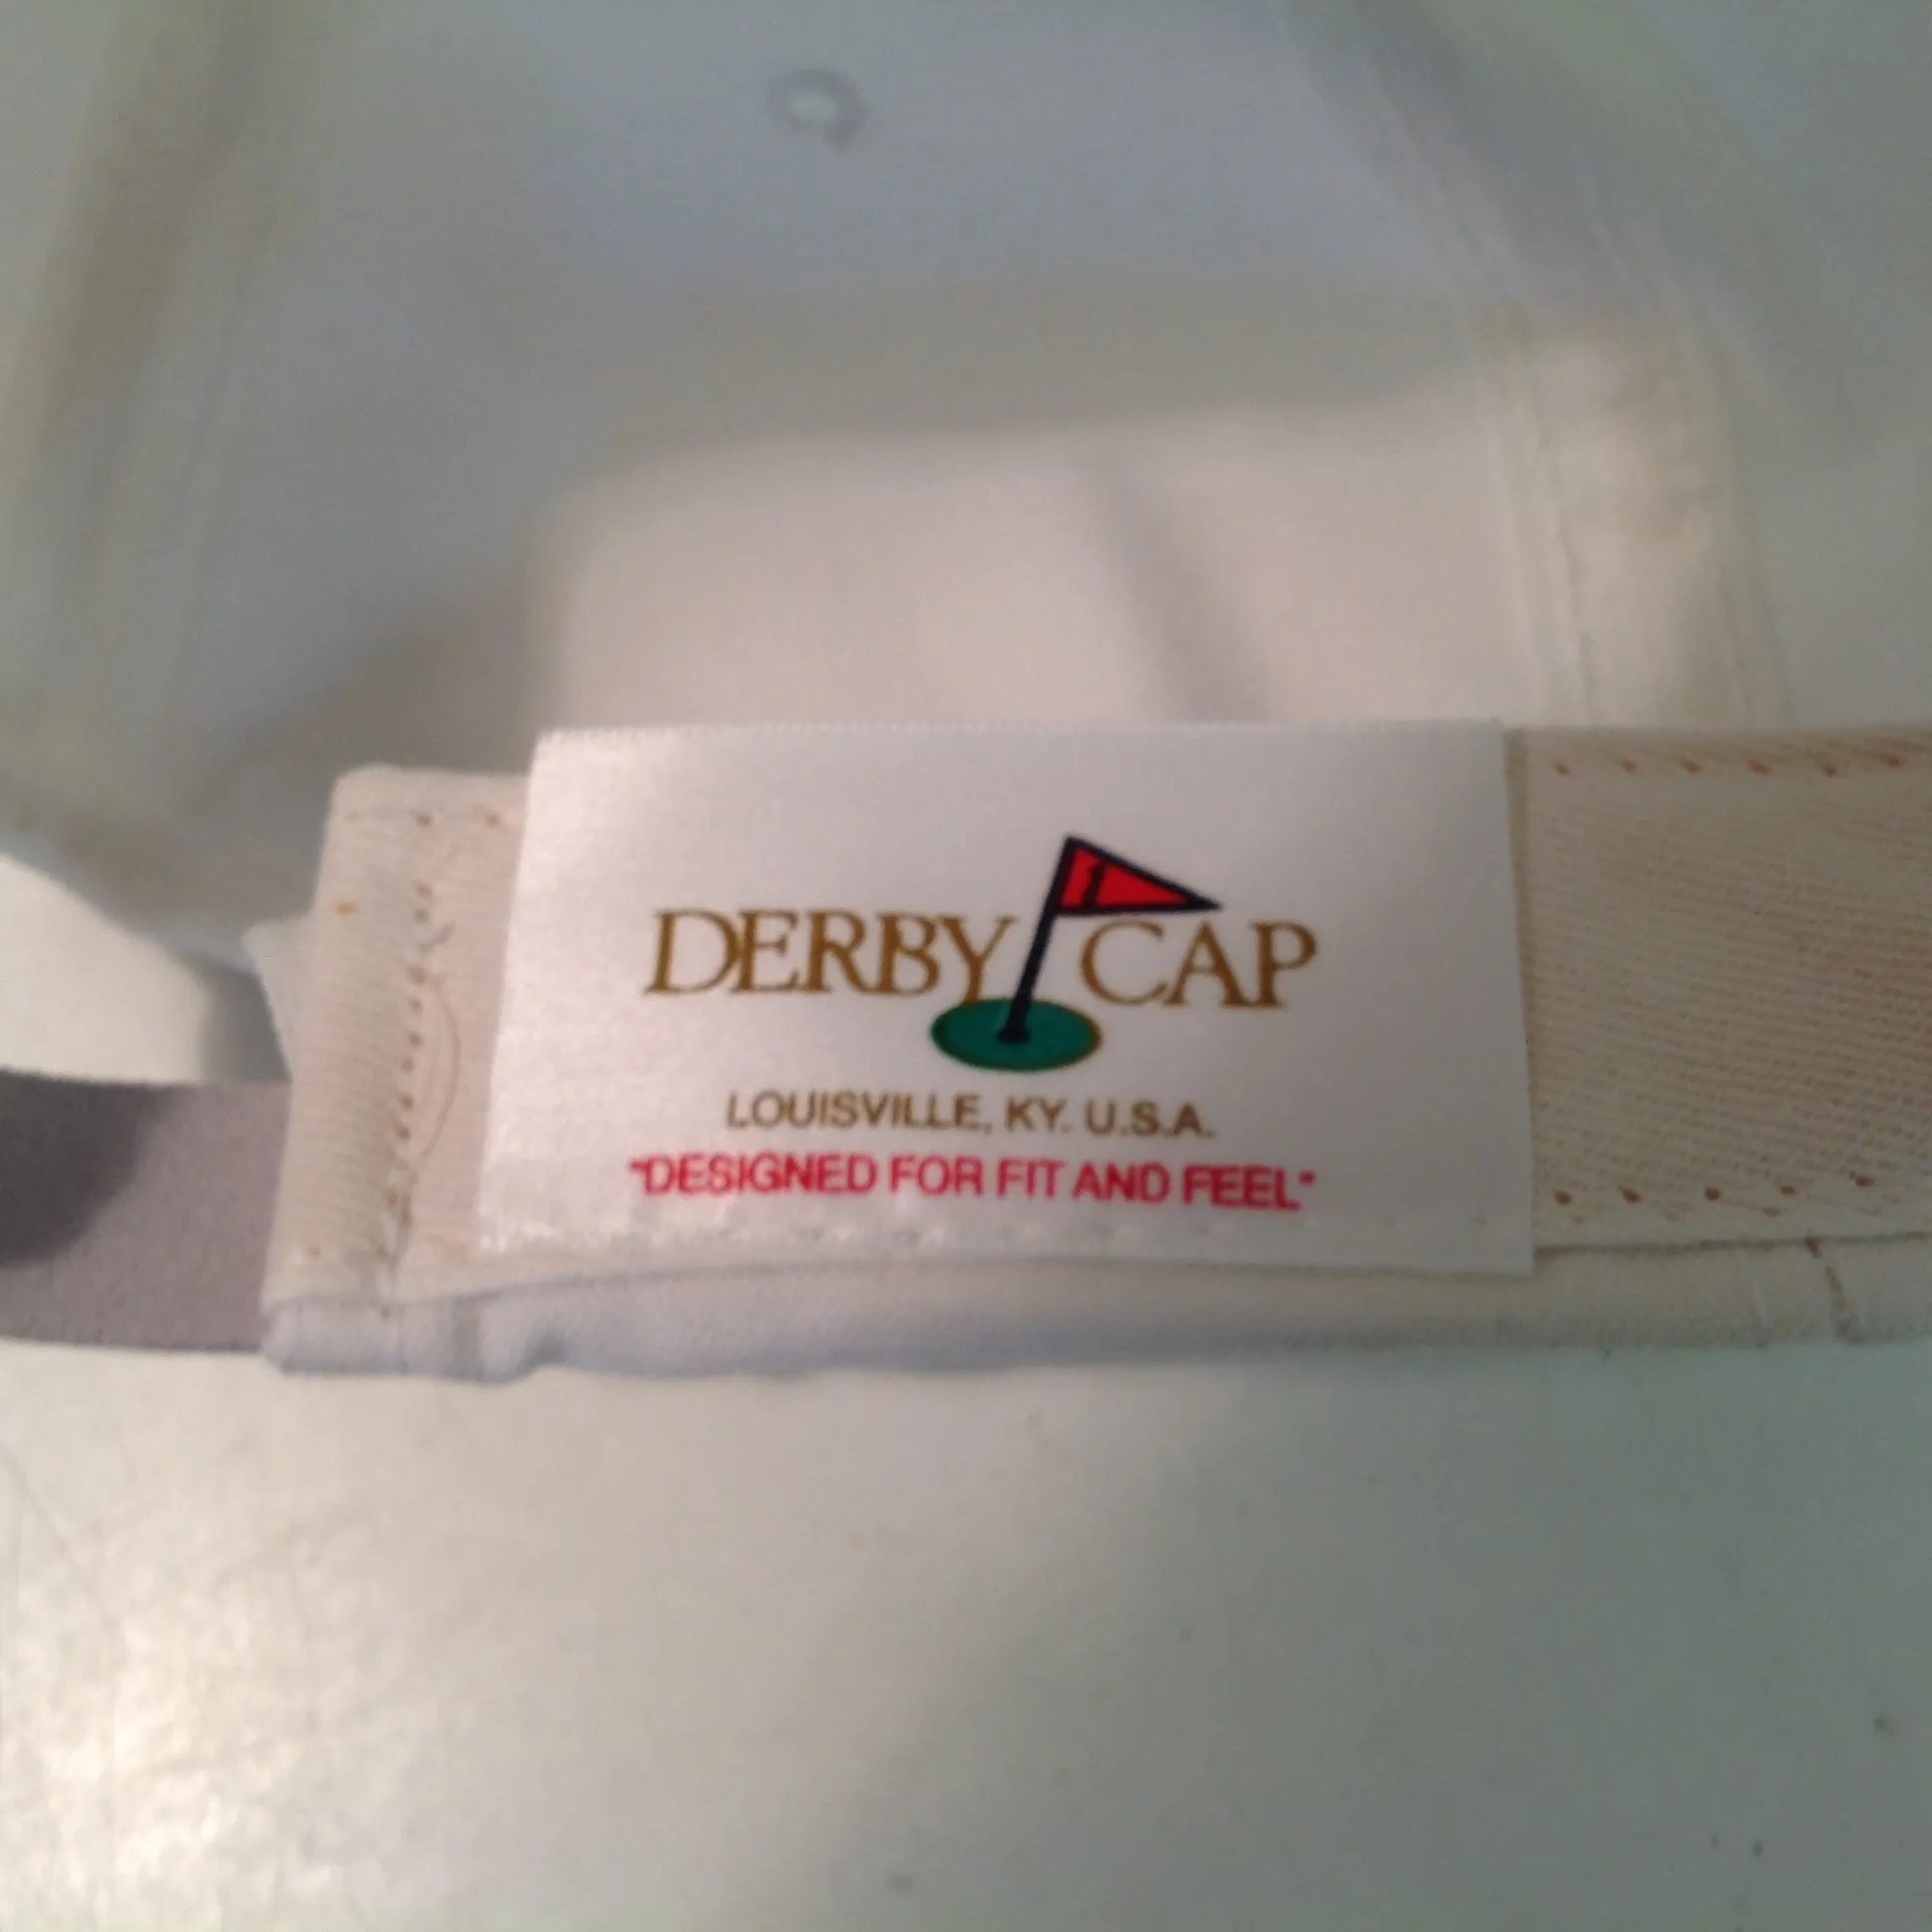 DERBY CAP
LOUISVILLE, KY. U.S.A.
"DESIGNED FOR FIT AND FEEL"